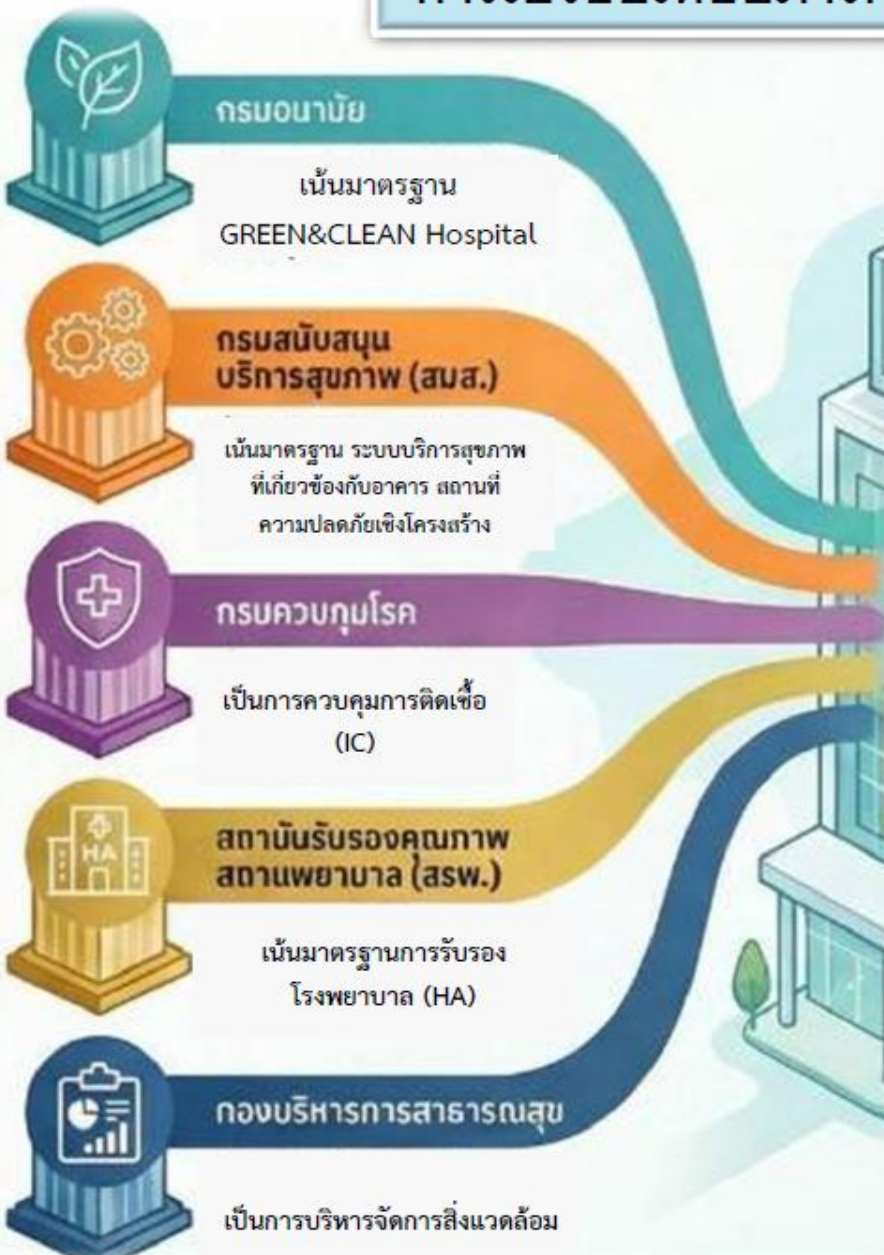 กรมอนามัย
เน้นมาตรฐาน
GREEN&CLEAN Hospital
กรมสนับสนุน
บริการสุขภาพ (สบส.)
เน้นมาตรฐาน ระบบบริการสุขภาพ
ที่เกี่ยวข้องกับอาคาร สถานที่
ความปลดภัยเชิงโครงสร้าง
กรบควบกุมโรค
เป็นการควบคุมการติดเชื้อ
(IC)
HA
สถาบันรับรองคุณภาพ
สถานพยาบาล (สรพ.)
เน้นมาตรฐานการรับรอง
โรงพยาบาล (HA)
กองบริหารการสาธารณสุข
เป็นการบริหารจัดการสิ่งแวดล้อม